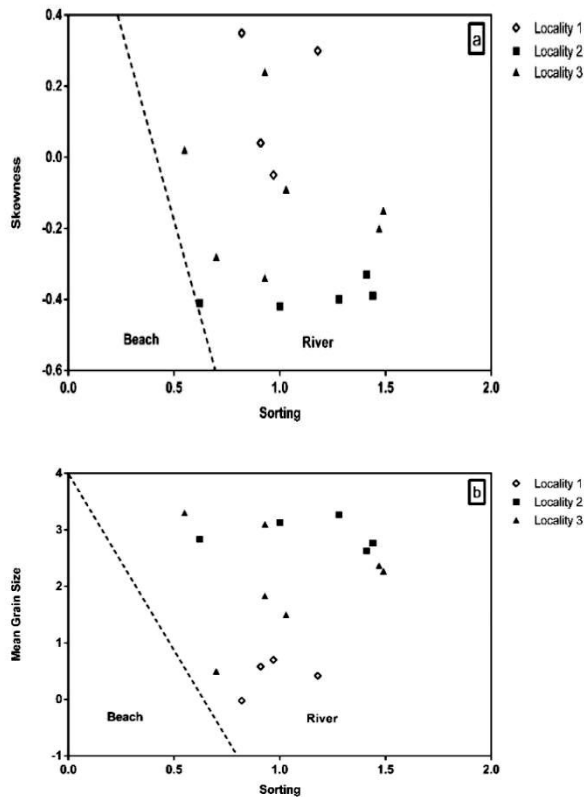 0.4
0.2
0.0
-0.2
-0.4
-0.6
Skewness
a
Locality 1
Locality 2
Locality 3
Beach
River
0.0 0.5 1.0 1.5 2.0
Sorting
4
3
2
1
0
-1
Mean Grain Size
b
Locality 1
Locality 2
Locality 3
Beach
River
0.0 0.5 1.0 1.5 2.0
Sorting